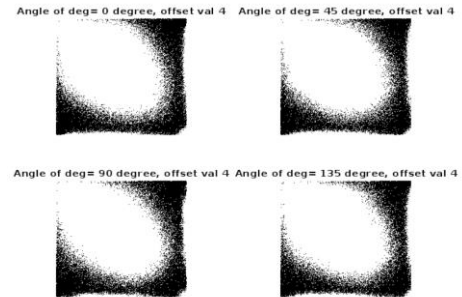 Angle of deg= 0 degree, offset val 4
Angle of deg= 45 degree, offset val 4
Angle of deg= 90 degree, offset val 4
Angle of deg= 135 degree, offset val 4